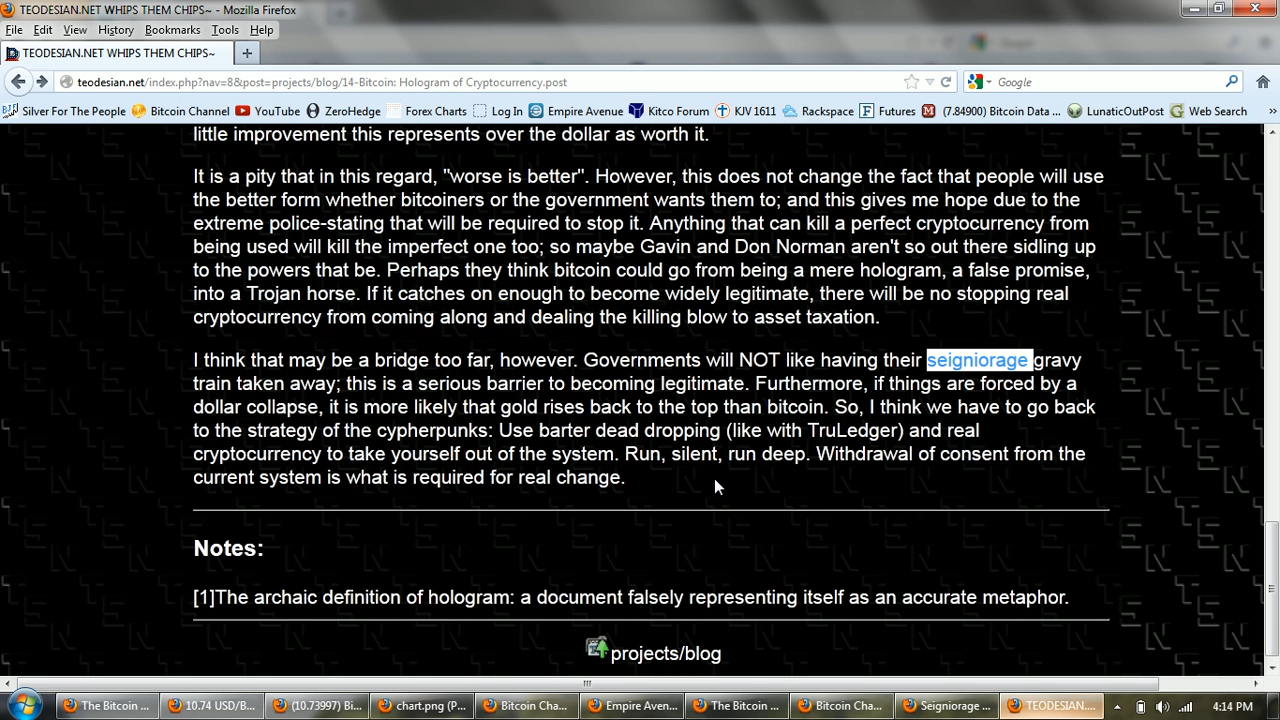 TEODESIAN.NET WHIPS THEM CHIPS~ - Mozilla Firefox
File Edit View History Bookmarks Tools Help
TEODESIAN.NET WHIPS THEM CHIPS~
teodesian.net/index.php?nav=8&post=projects/blog/14-Bitcoin: Hologram of Cryptocurrency.post
Google
Silver For The People Bitcoin Channel YouTube ZeroHedge Forex Charts Log In Empire Avenue Kitco Forum KJV 1611 Rackspace Futures (7.84900) Bitcoin Data ... LunaticOutPost Web Search
little improvement this represents over the dollar as worth it.
It is a pity that in this regard, "worse is better". However, this does not change the fact that people will use
the better form whether bitcoiners or the government wants them to; and this gives me hope due to the
extreme police-stating that will be required to stop it. Anything that can kill a perfect cryptocurrency from
being used will kill the imperfect one too; so maybe Gavin and Don Norman aren't so out there sidling up
to the powers that be. Perhaps they think bitcoin could go from being a mere hologram, a false promise,
into a Trojan horse. If it catches on enough to become widely legitimate, there will be no stopping real
cryptocurrency from coming along and dealing the killing blow to asset taxation.
I think that may be a bridge too far, however. Governments will NOT like having their seigniorage gravy
train taken away; this is a serious barrier to becoming legitimate. Furthermore, if things are forced by a
dollar collapse, it is more likely that gold rises back to the top than bitcoin. So, I think we have to go back
to the strategy of the cypherpunks: Use barter dead dropping (like with TruLedger) and real
cryptocurrency to take yourself out of the system. Run, silent, run deep. Withdrawal of consent from the
current system is what is required for real change.
Notes:
[1]The archaic definition of hologram: a document falsely representing itself as an accurate metaphor.
projects/blog
The Bitcoin ... 10.74 USD/B... (10.73997) Bi... chart.png (P... Bitcoin Cha... Empire Aven... The Bitcoin ... Bitcoin Cha... Seigniorage ... TEODESIAN.... 4:14 PM